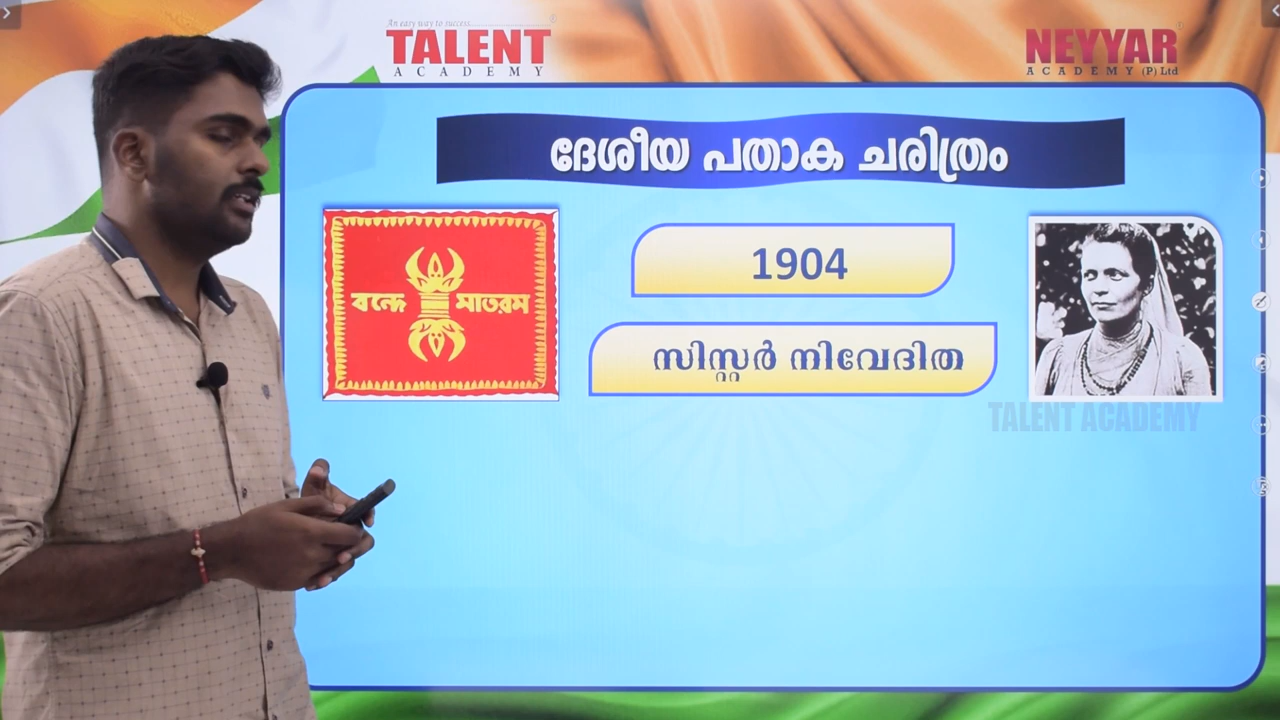 An easy way to success
TALENT
ACADEMY
NEYYAR
ACADEMY (P) Ltd
ദേശീയ പതാക ചരിത്രം
বন্দে মাতরম
1904
സിസ്റ്റർ നിവേദിത
TALENT ACADEMY